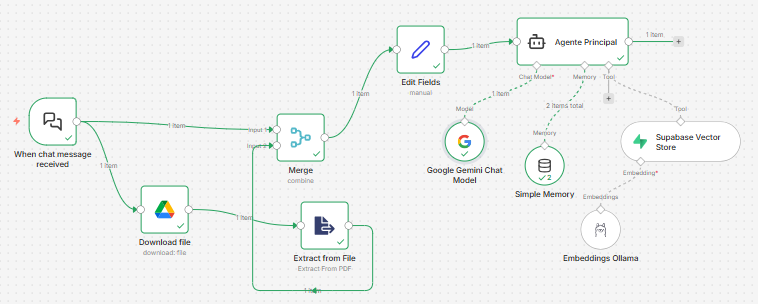 1 item
Agente Principal
1 item
Chat Model*
Memory
Tool
Edit Fields
manual
1 item
1 item
2 items total
Model
Tool
Google Gemini Chat
Model
Memory
Simple Memory
2
Supabase Vector
Store
Embedding*
Embeddings
Embeddings Ollama
When chat message
received
1 item
Input 1
Input 2
Merge
combine
1 item
Download file
download: file
1 item
Extract from File
Extract From PDF
1 item